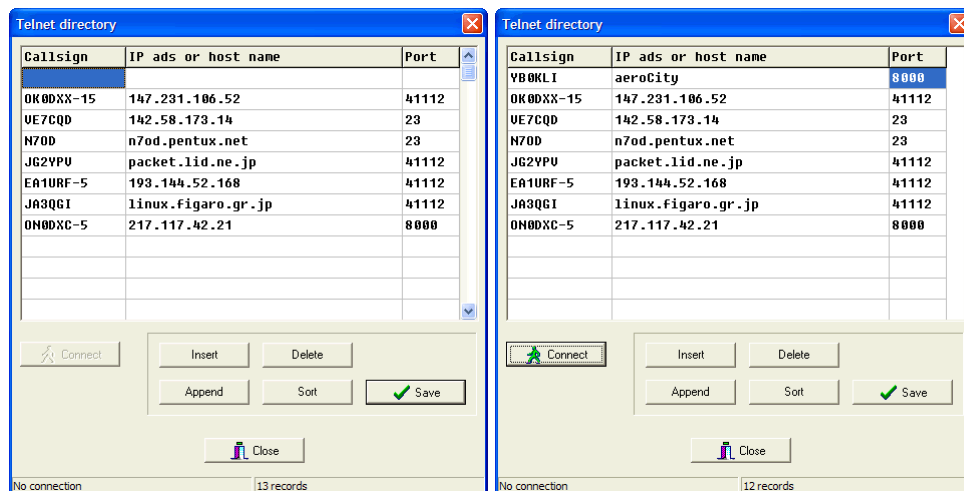 Telnet directory
Callsign IP ads or host name Port
OK0DXX-15 147.231.106.52 41112
VE7CQD 142.58.173.14 23
N7OD n7od.pentux.net 23
JG2YPV packet.lid.ne.jp 41112
EA1URF-5 193.144.52.168 41112
JA3QGI linux.figaro.gr.jp 41112
ON0DXC-5 217.117.42.21 8000
Connect Insert Delete
Append Sort Save
Close
No connection 13 records
Telnet directory
Callsign IP ads or host name Port
YB0KLI aeroCity 8000
OK0DXX-15 147.231.106.52 41112
VE7CQD 142.58.173.14 23
N7OD n7od.pentux.net 23
JG2YPV packet.lid.ne.jp 41112
EA1URF-5 193.144.52.168 41112
JA3QGI linux.figaro.gr.jp 41112
ON0DXC-5 217.117.42.21 8000
Connect Insert Delete
Append Sort Save
Close
No connection 12 records